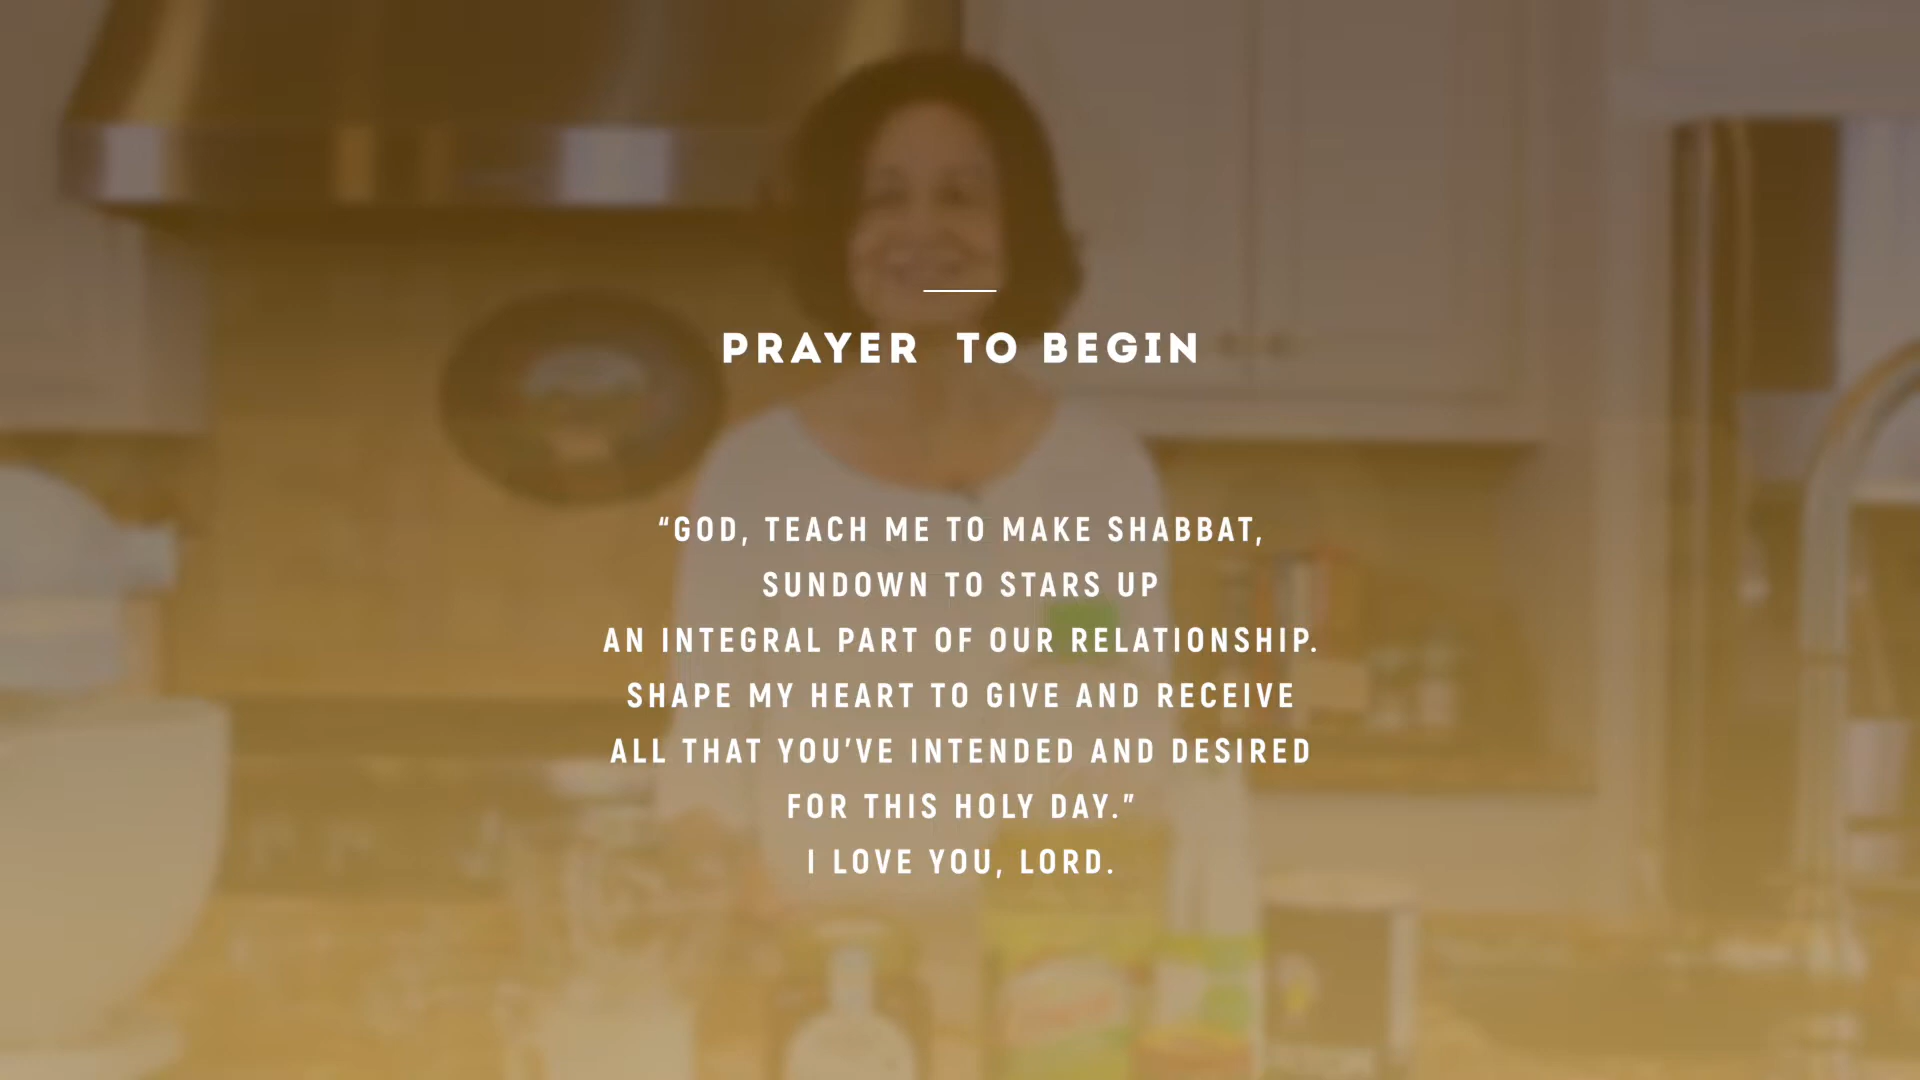 PRAYER TO BEGIN
“GOD, TEACH ME TO MAKE SHABBAT,
SUNDOWN TO STARS UP
AN INTEGRAL PART OF OUR RELATIONSHIP.
SHAPE MY HEART TO GIVE AND RECEIVE
ALL THAT YOU’VE INTENDED AND DESIRED
FOR THIS HOLY DAY.”
I LOVE YOU, LORD.